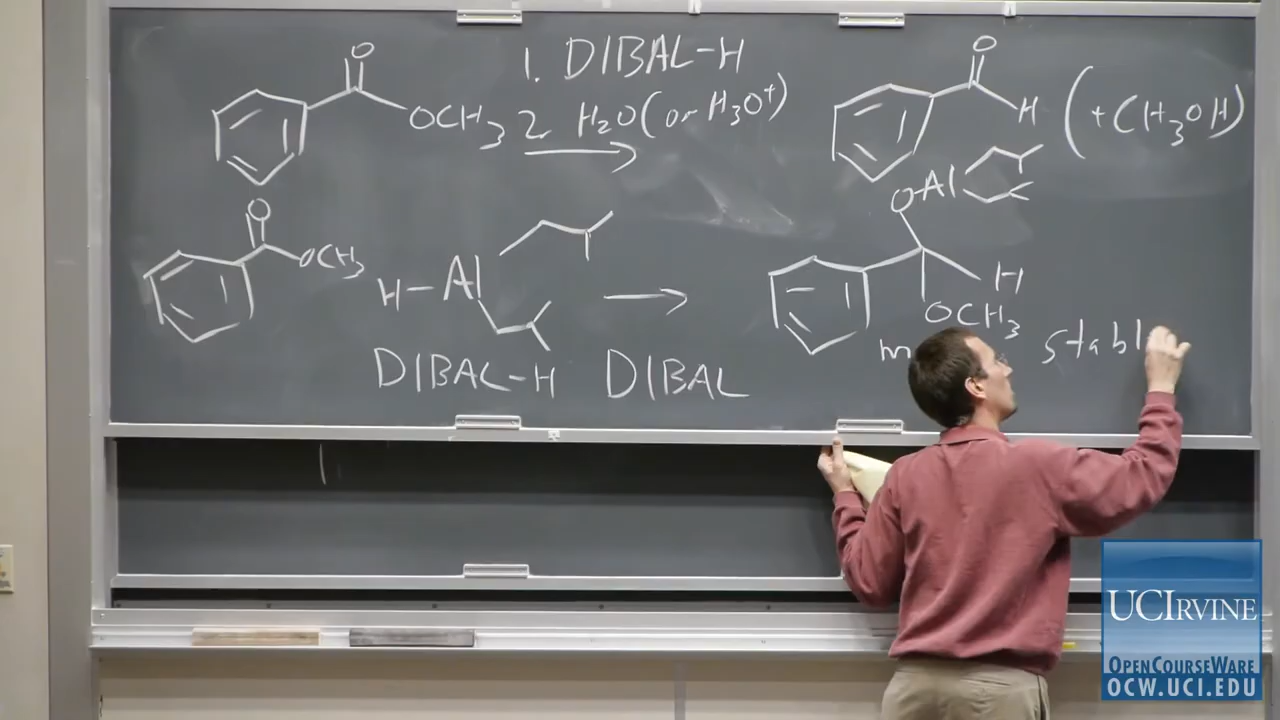 O
1. DIBAL-H
O
OCH3
2. H2O (or H3O+)
H
(+CH3OH)
O
OCH3
H-Al
O-Al
H
OCH3
DIBAL-H
DIBAL
stabl
UCIRVINE
OPENCOURSEWARE
OCW.UCI.EDU